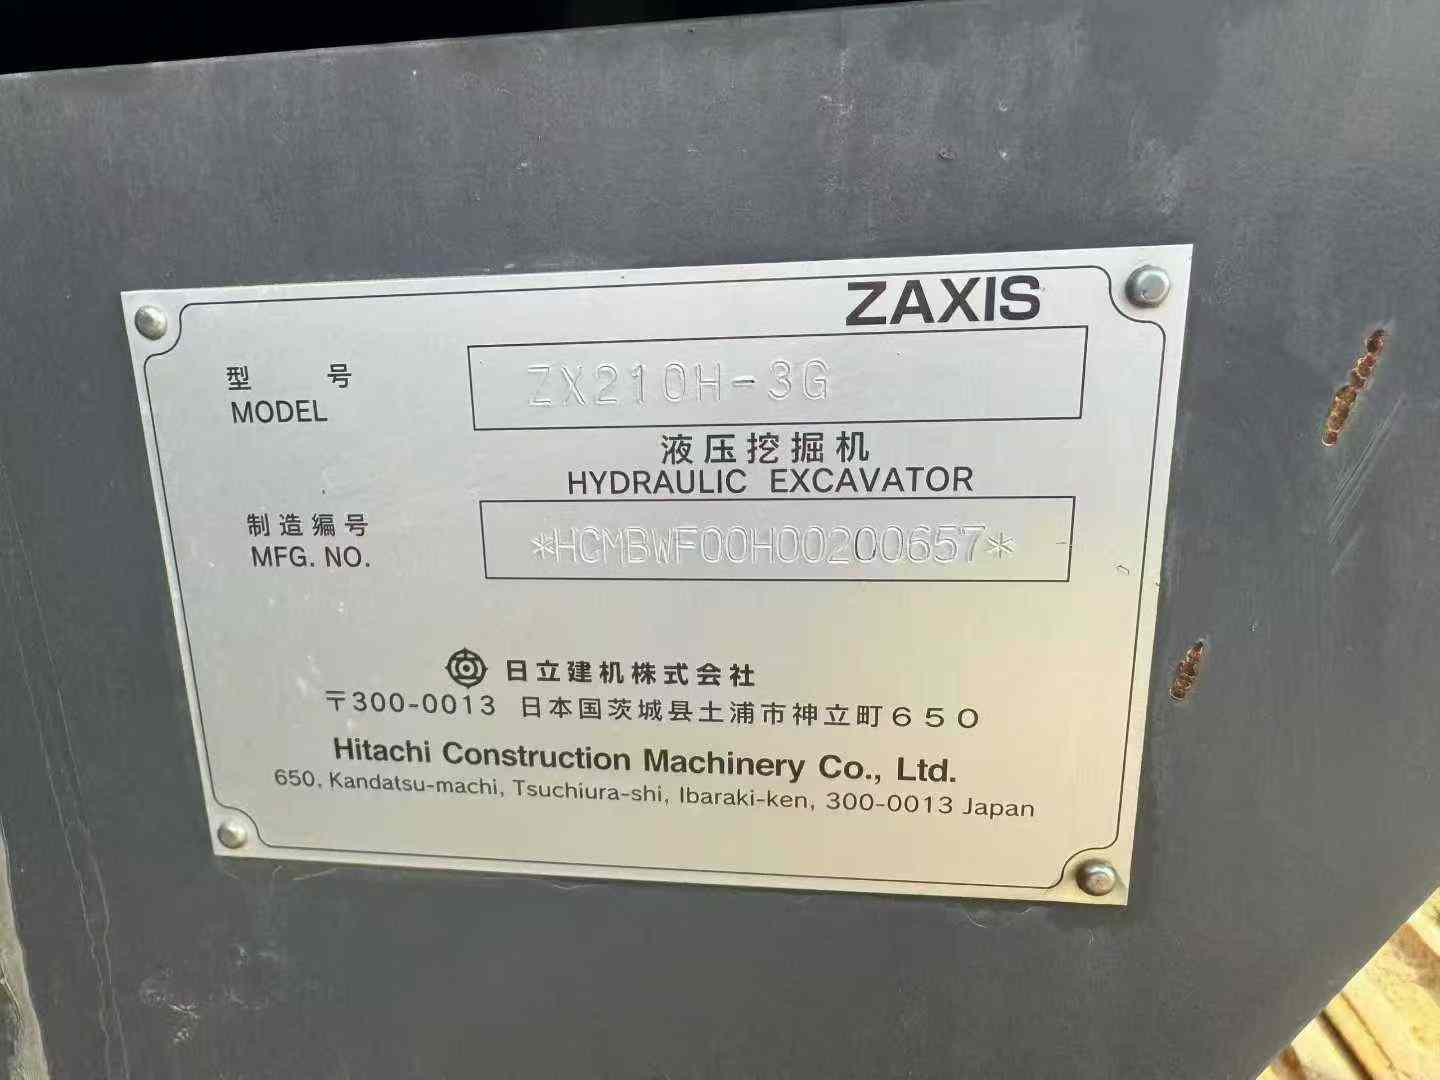 ZAXIS
型 号 ZX210H-3G
MODEL
液压挖掘机
HYDRAULIC EXCAVATOR
制造编号 *HCMBWF00H00200657*
MFG. NO.
日立建机株式会社
〒300-0013 日本国茨城县土浦市神立町650
Hitachi Construction Machinery Co., Ltd.
650, Kandatsu-machi, Tsuchiura-shi, Ibaraki-ken, 300-0013 Japan